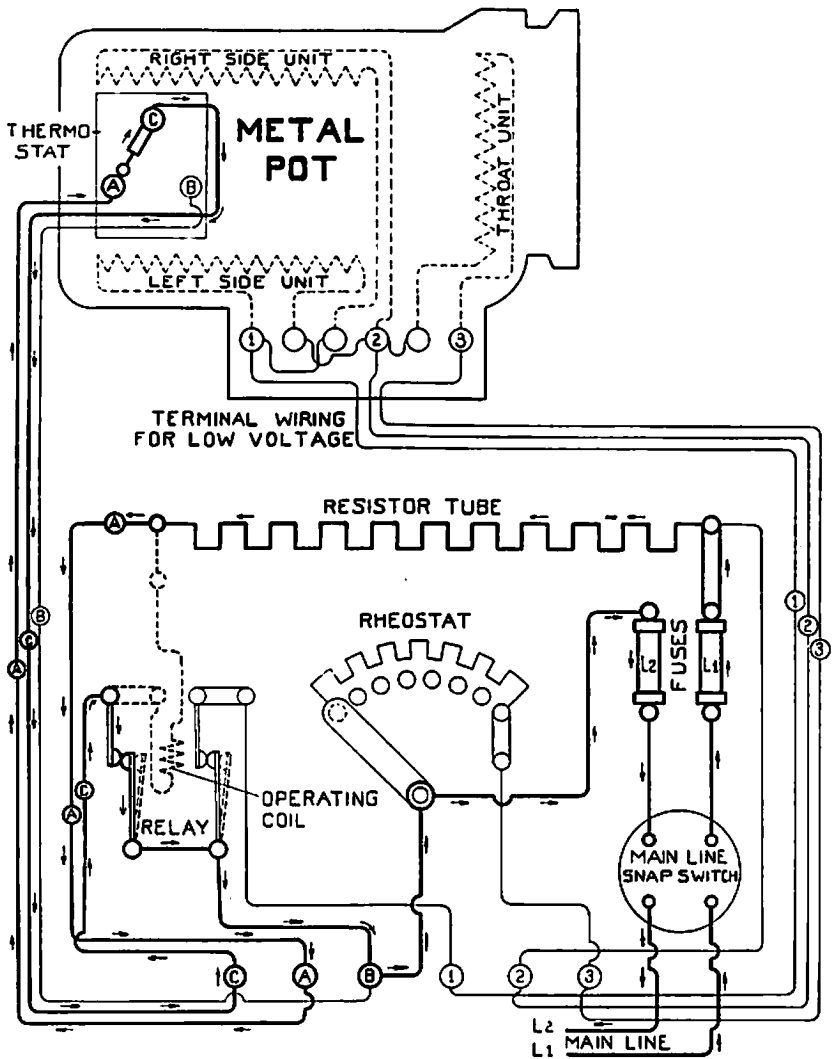 RIGHT SIDE UNIT
THERMO-
STAT
C
A
B
METAL
POT
THROAT UNIT
LEFT SIDE UNIT
1
2
3
TERMINAL WIRING
FOR LOW VOLTAGE
RESISTOR TUBE
A
B
C
A
1
2
3
RHEOSTAT
L2
FUSES
L1
C
A
OPERATING
COIL
RELAY
MAIN LINE
SNAP SWITCH
C
A
B
1
2
3
L2
L1
MAIN LINE